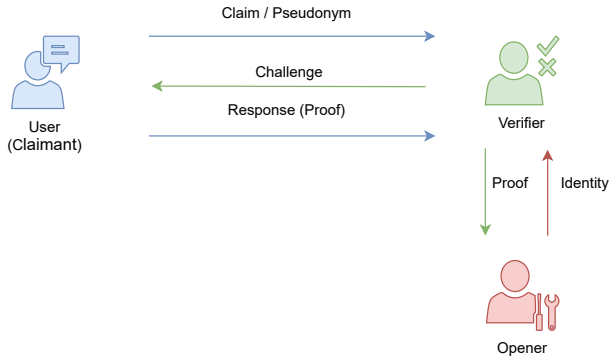 Claim / Pseudonym
Challenge
Response (Proof)
User
(Claimant)
Verifier
Proof
Identity
Opener